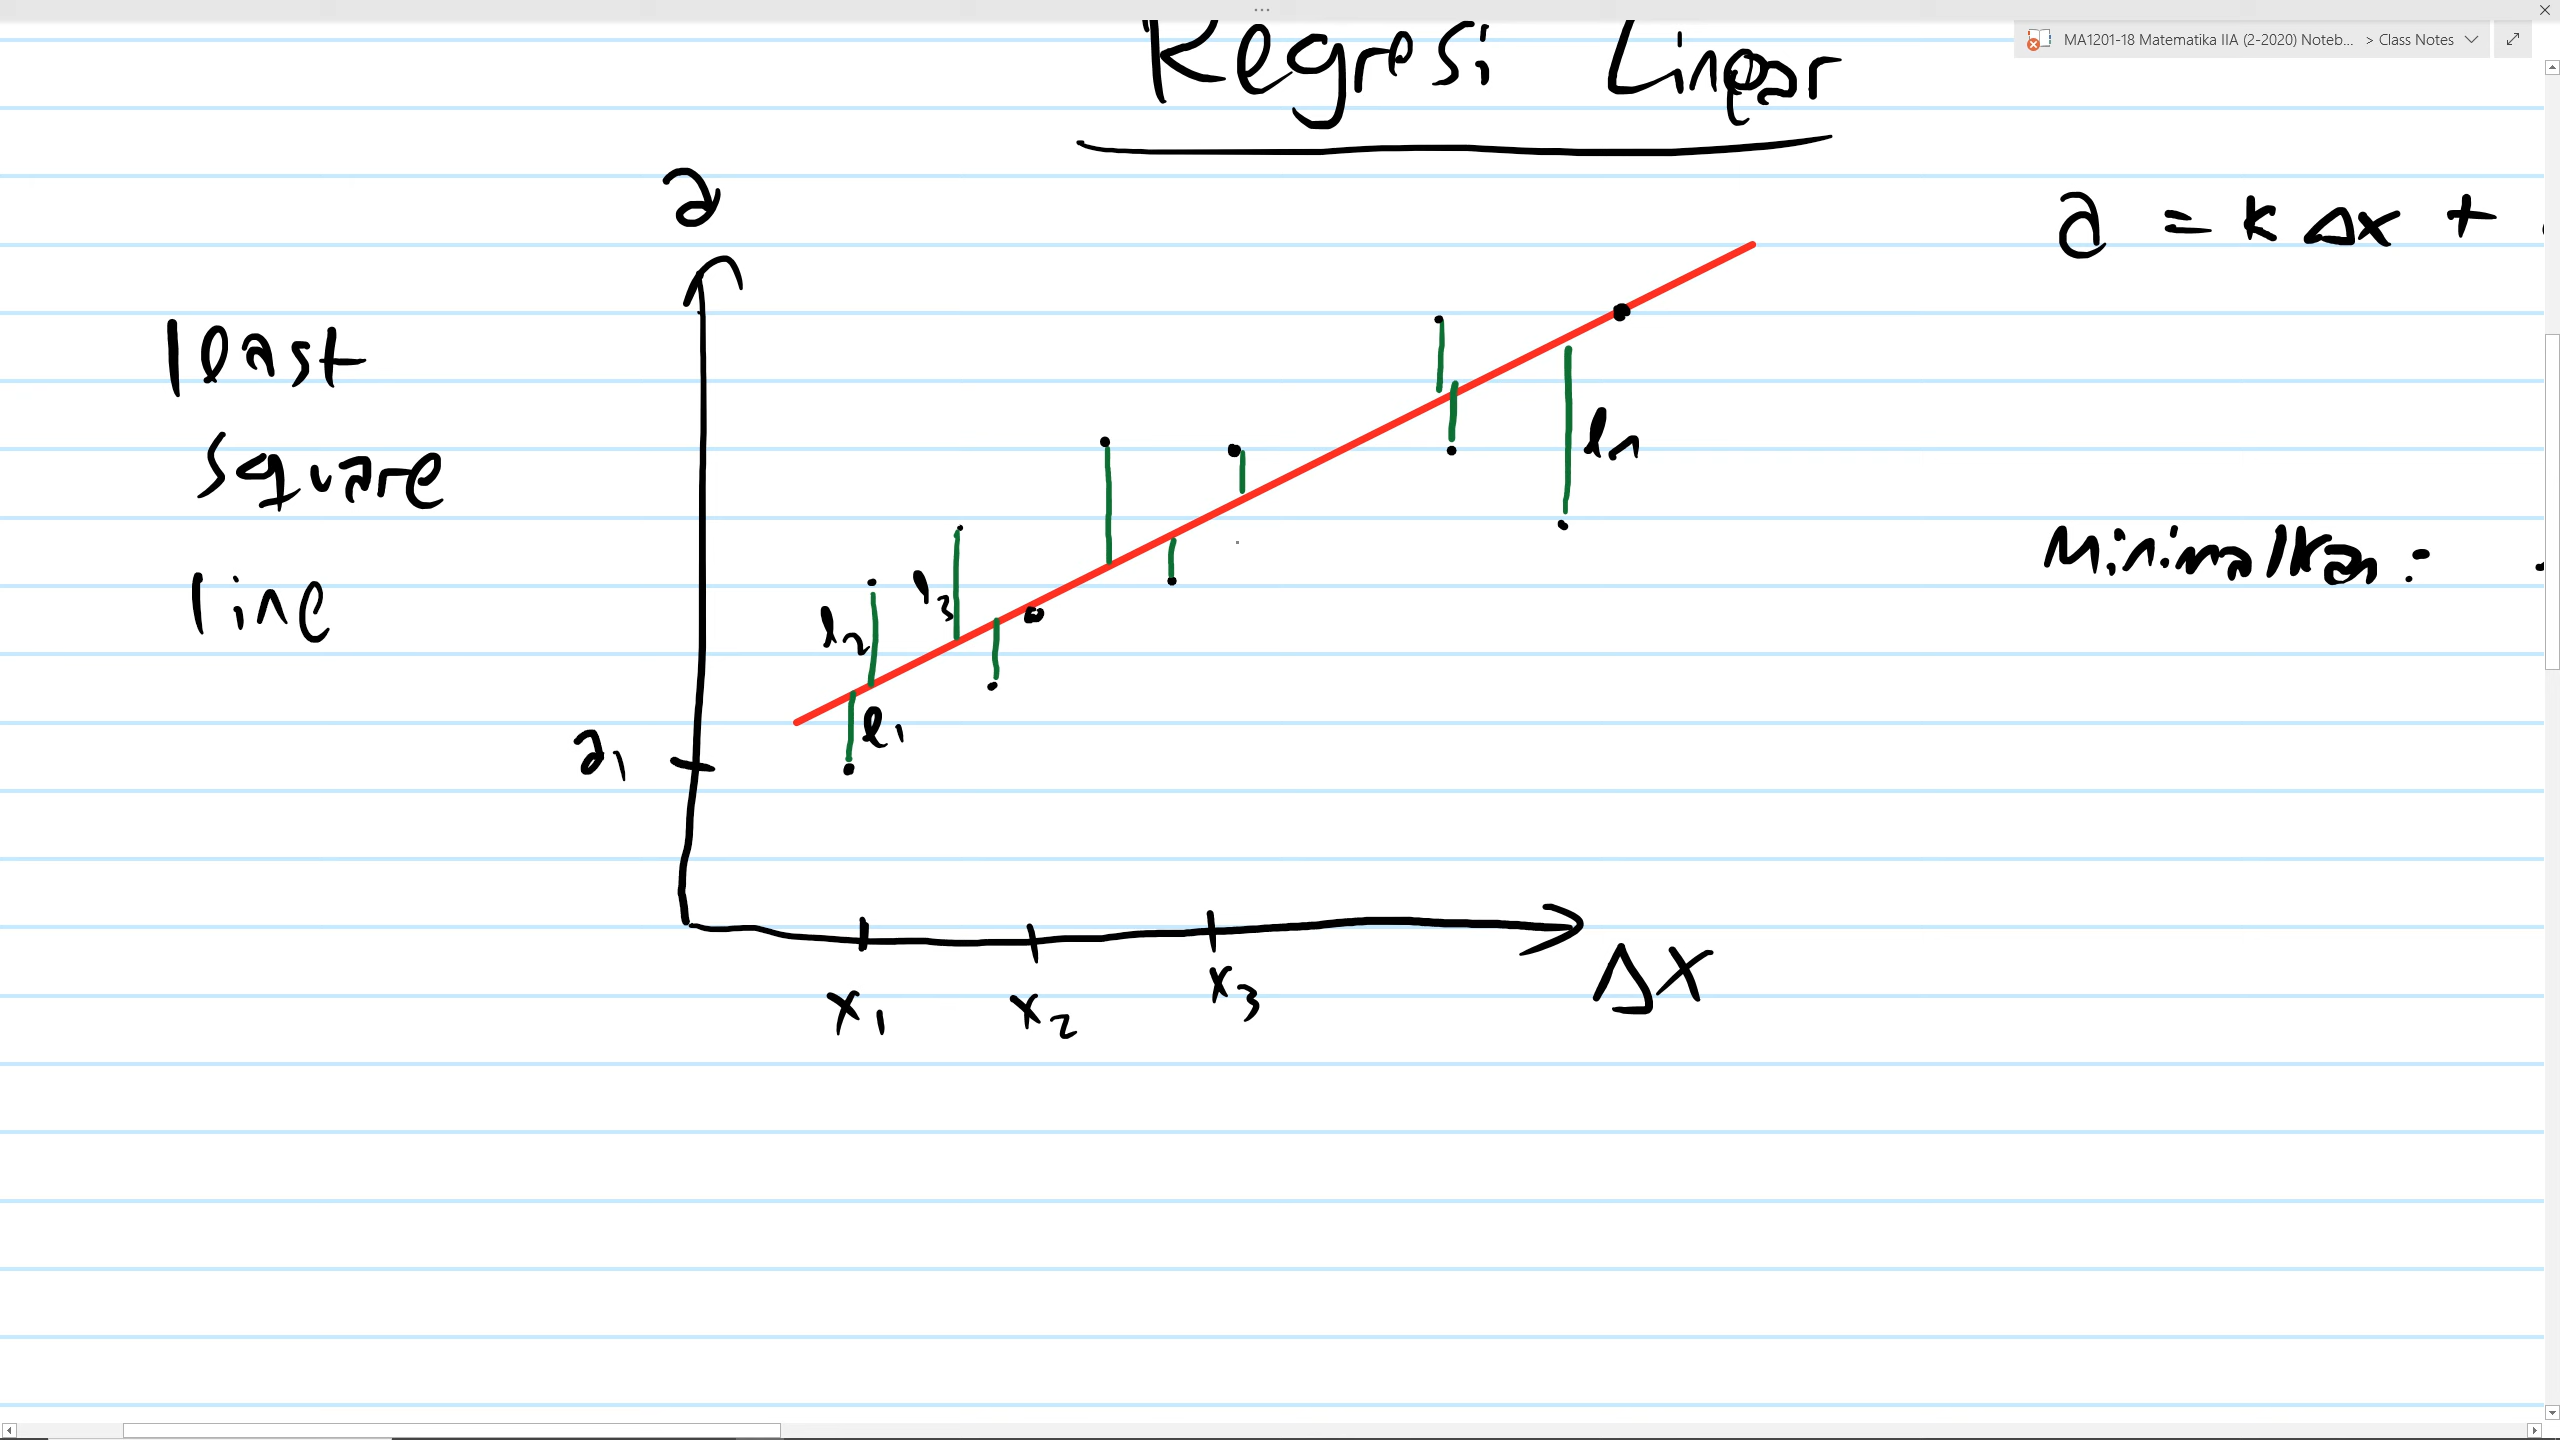 MA1201-18 Matematika IIA (2-2020) Noteb... > Class Notes
Regresi Linear
a
a = k Δx +
least
square
line
ln
Minimalkan :
l3
l2
l1
a1
x1 x2 x3
Δx